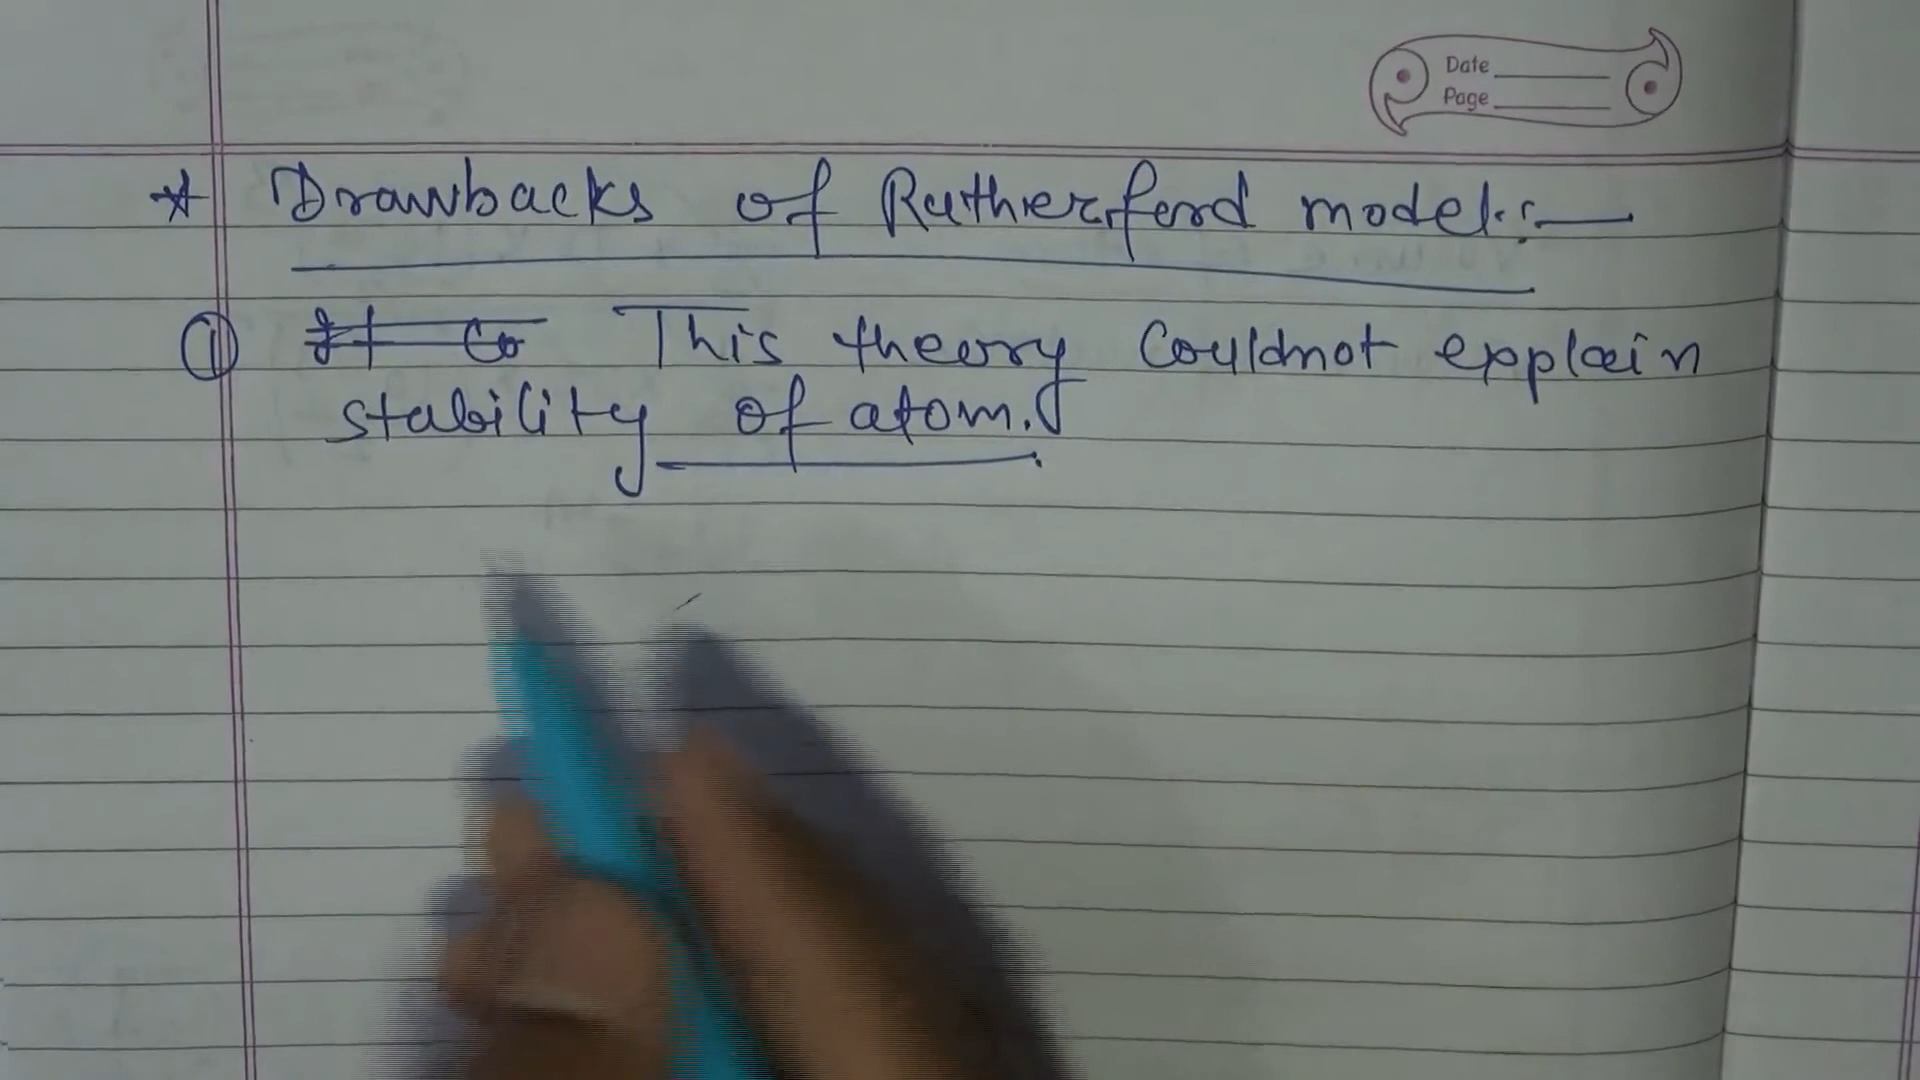 Date
Page
* Drawbacks of Rutherford model:-
① This theory couldnot explain
stability of atom.